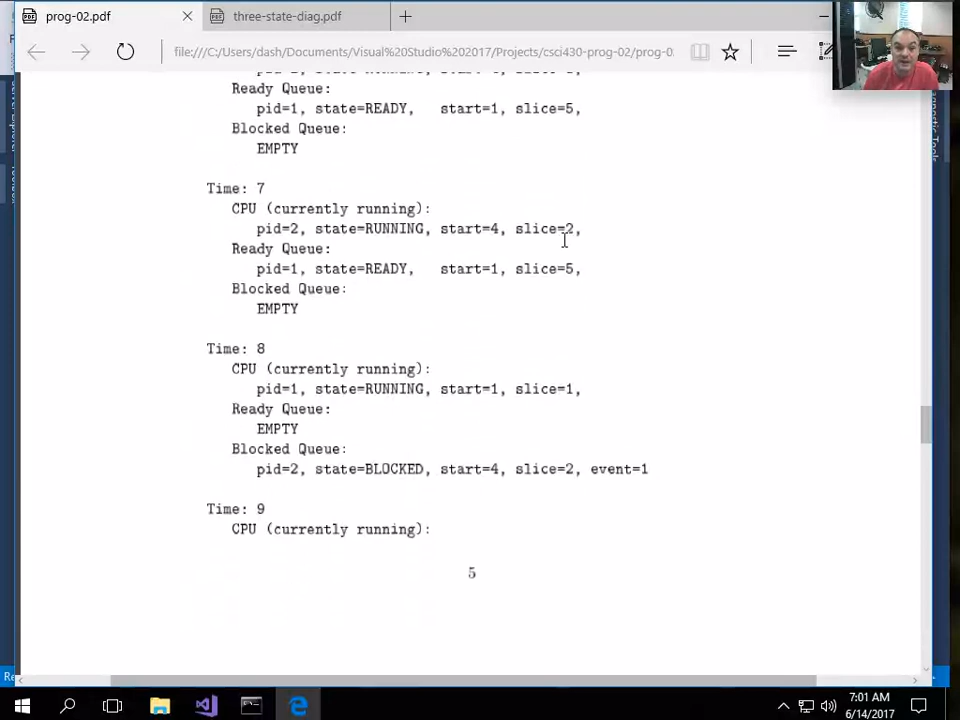 prog-02.pdf
three-state-diag.pdf
file:///C:/Users/dash/Documents/Visual%20Studio%202017/Projects/csci430-prog-02/prog-0.
Ready Queue:
pid=1, state=READY, start=1, slice=5,
Blocked Queue:
EMPTY
Time: 7
CPU (currently running):
pid=2, state=RUNNING, start=4, slice=2,
Ready Queue:
pid=1, state=READY, start=1, slice=5,
Blocked Queue:
EMPTY
Time: 8
CPU (currently running):
pid=1, state=RUNNING, start=1, slice=1,
Ready Queue:
EMPTY
Blocked Queue:
pid=2, state=BLOCKED, start=4, slice=2, event=1
Time: 9
CPU (currently running):
5
7:01 AM
6/14/2017